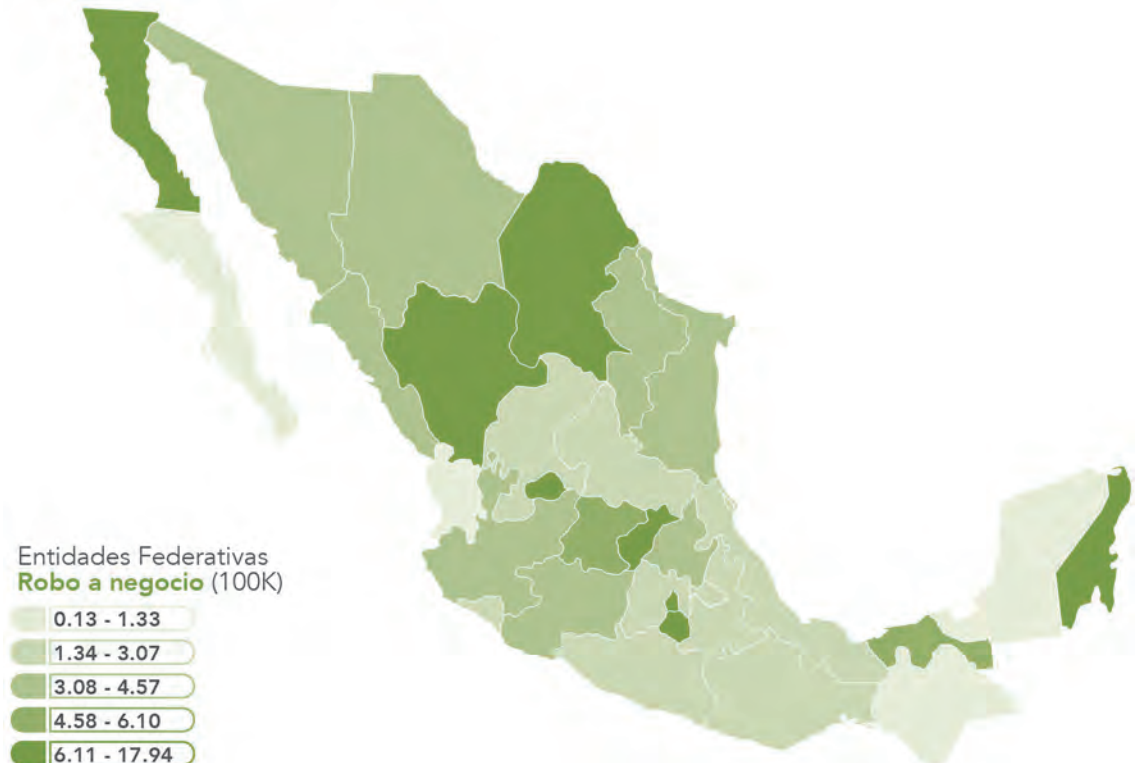 Entidades Federativas
Robo a negocio (100K)
0.13 - 1.33
1.34 - 3.07
3.08 - 4.57
4.58 - 6.10
6.11 - 17.94